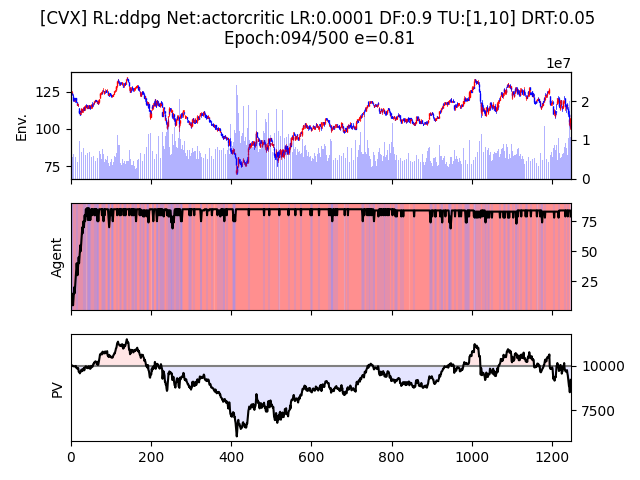 [CVX] RL:ddpg Net:actorcritic LR:0.0001 DF:0.9 TU:[1,10] DRT:0.05
Epoch:094/500 e=0.81
1e7
Env.
125
100
75
2
1
0
Agent
75
50
25
PV
10000
7500
0 200 400 600 800 1000 1200